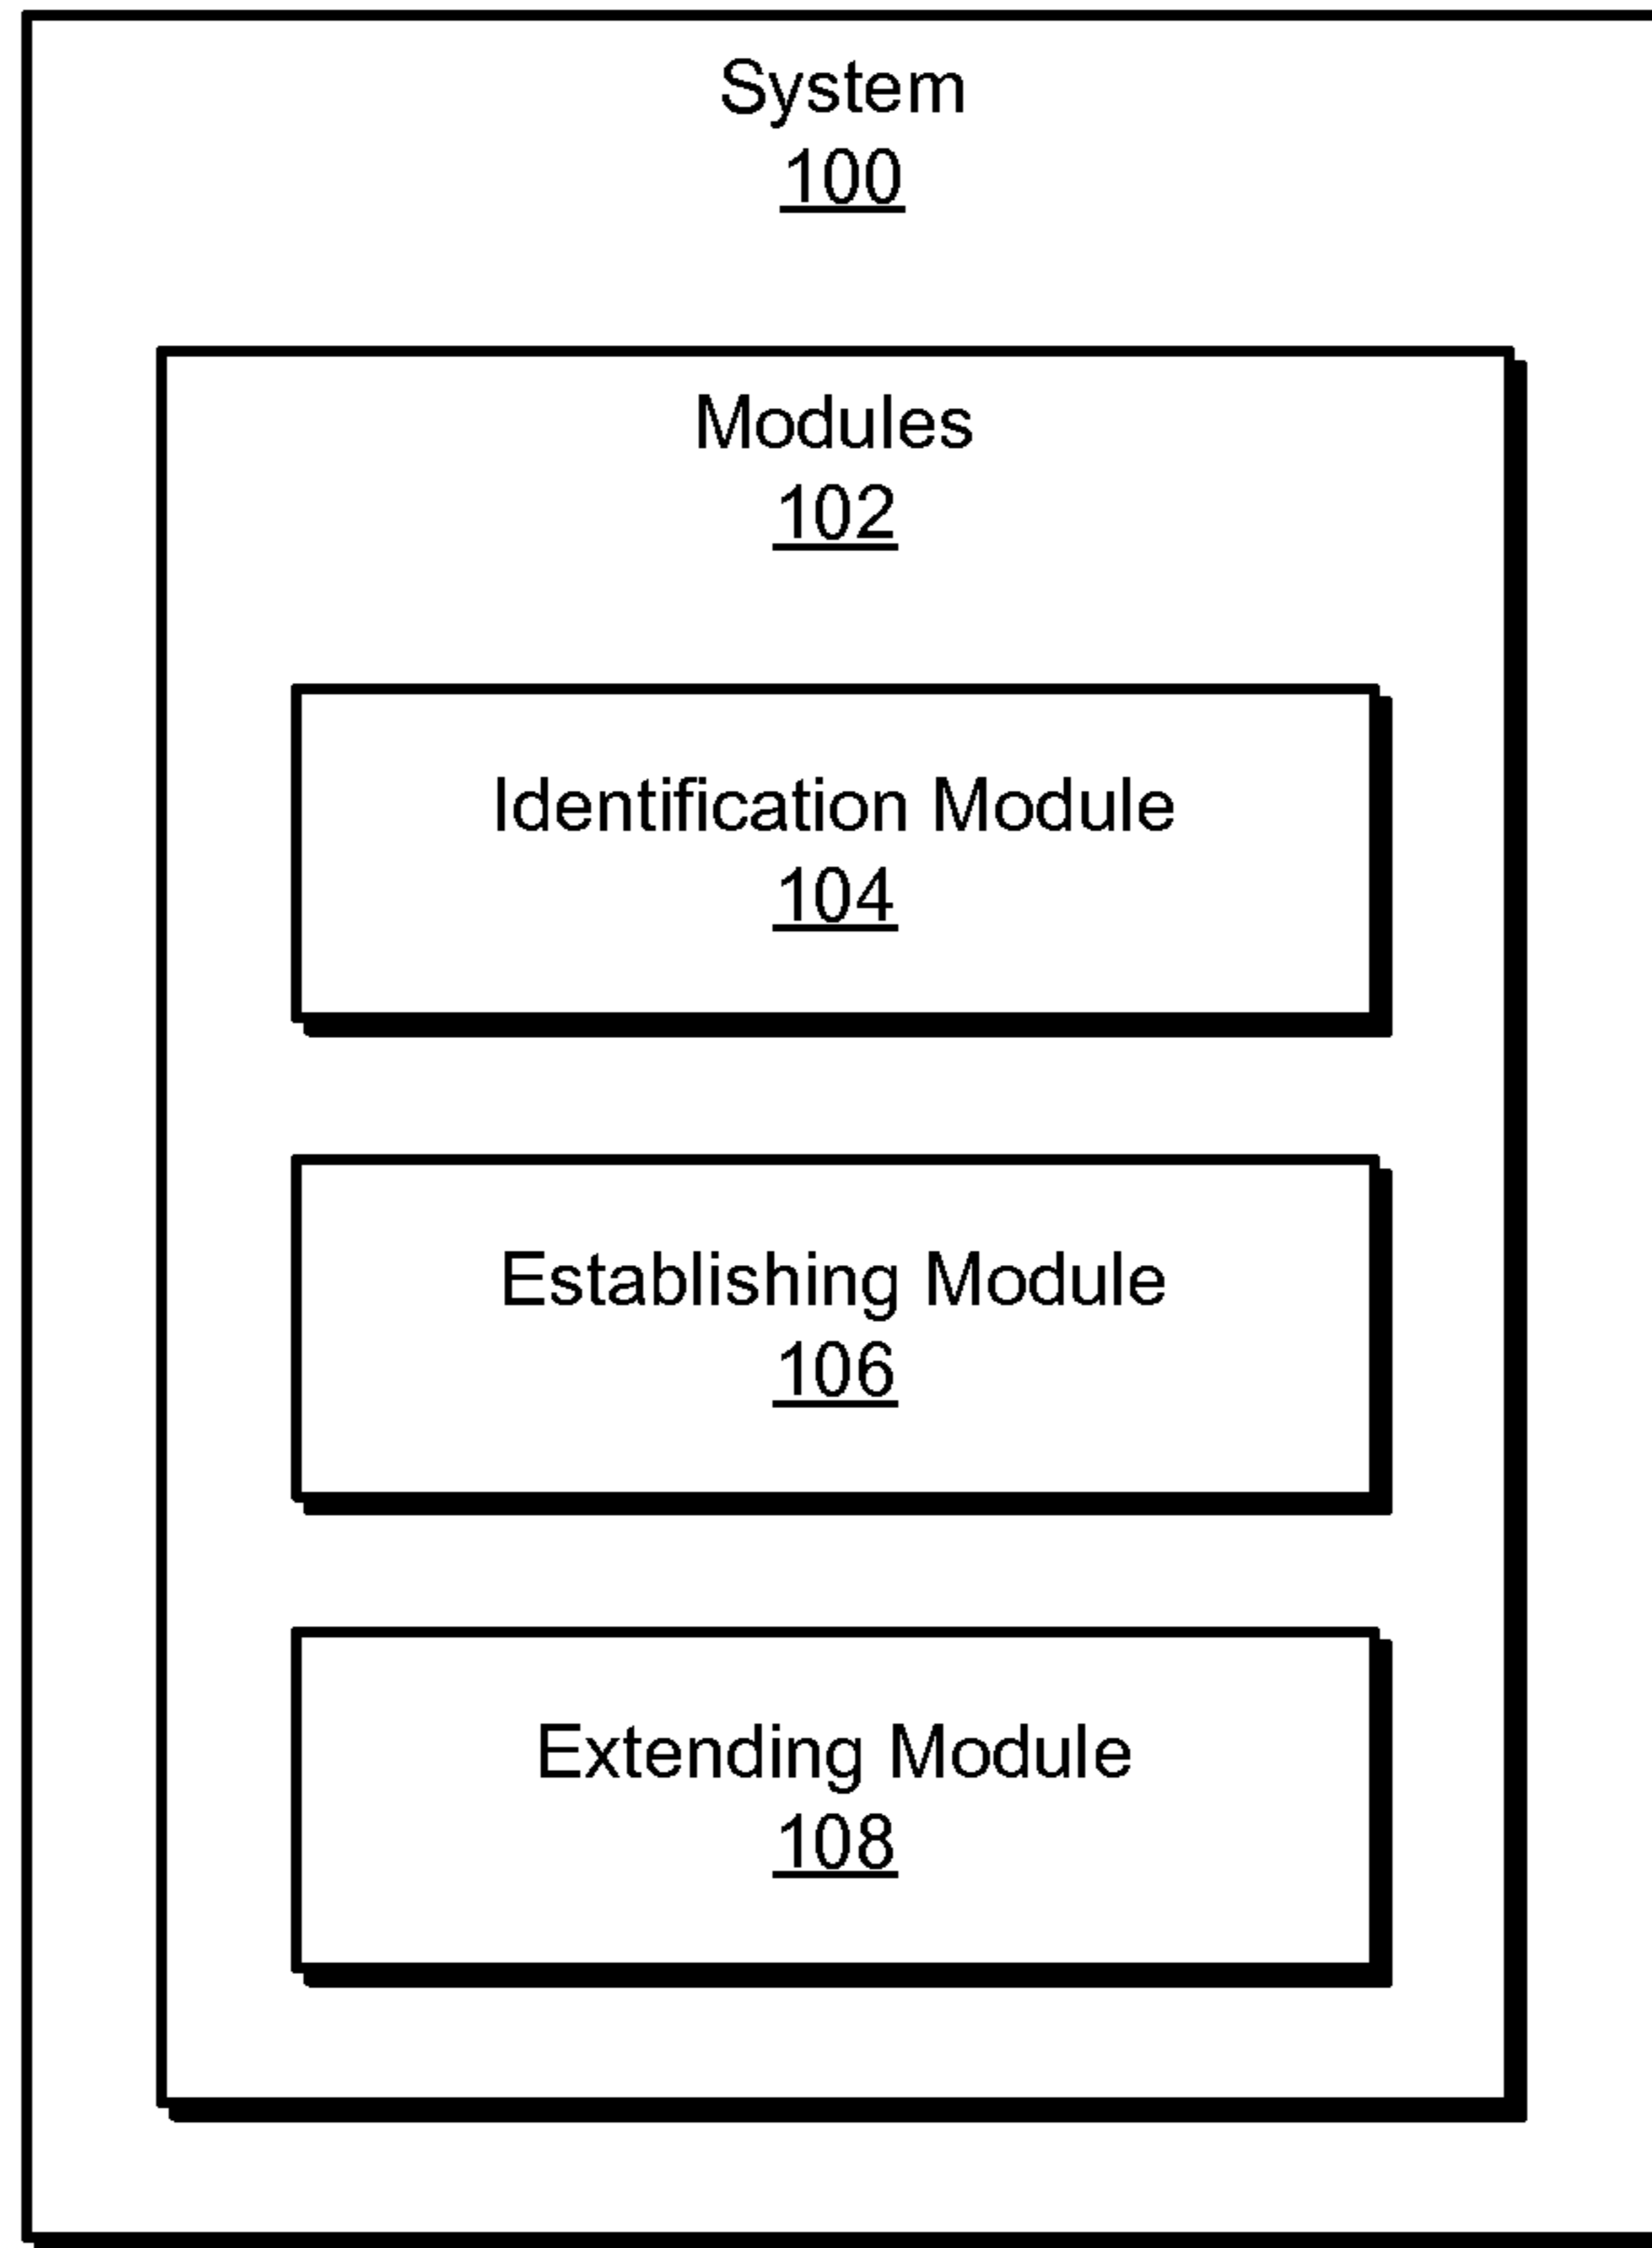 System
100
Modules
102
Identification Module
104
Establishing Module
106
Extending Module
108